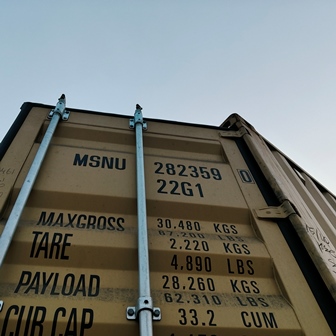 MSNU 282359 0
22G1
MAXGROSS 30.480 KGS
67.200 LBS
TARE 2.220 KGS
4.890 LBS
PAYLOAD 28.260 KGS
62.310 LBS
CUR CAP 33.2 CUM